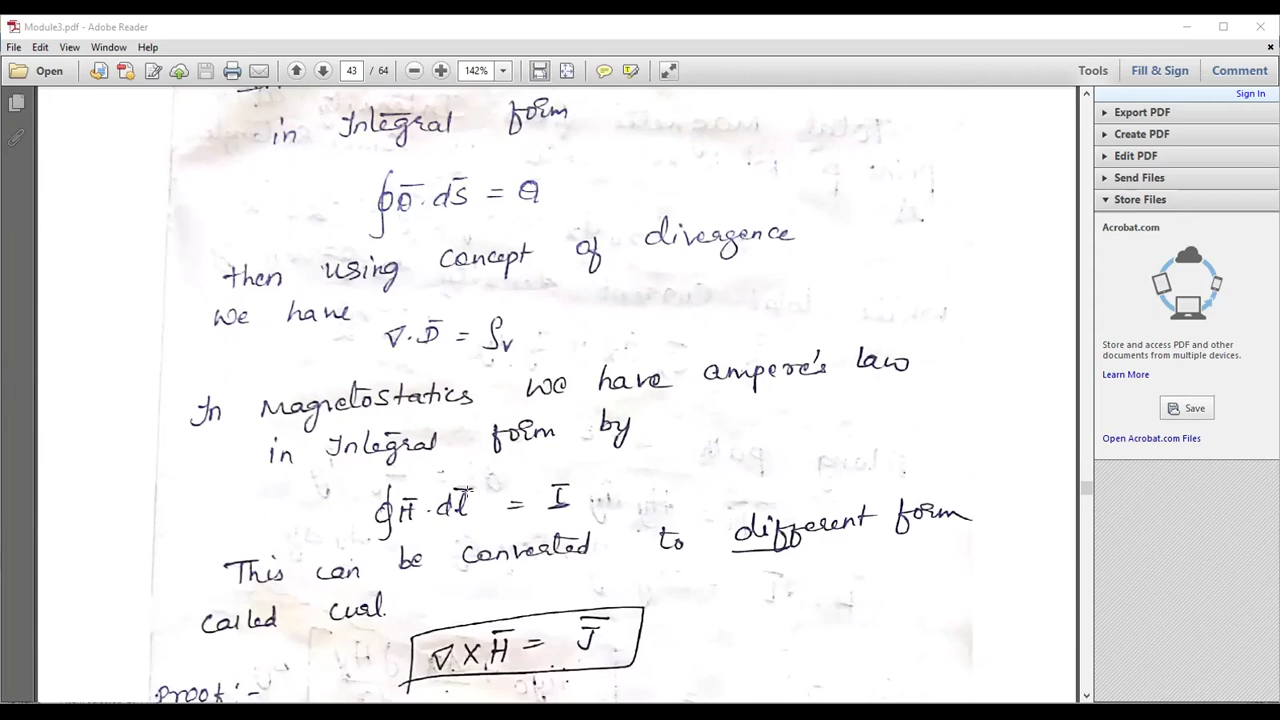 Module3.pdf - Adobe Reader
File Edit View Window Help
Open 43 / 64 142% Tools Fill & Sign Comment
Sign In
Export PDF
Create PDF
Edit PDF
Send Files
Store Files
Acrobat.com
Store and access PDF and other
documents from multiple devices.
Learn More
Save
Open Acrobat.com Files
in Integral form
∮D̅·dS̅ = Q
then using concept of divergence
we have
∇·D̅ = ρv
In Magnetostatics we have ampere's law
in Integral form by
∮H̅·dl̅ = I̅
This can be converted to different form
called curl.
∇×H̅ = J̅
Proof:-